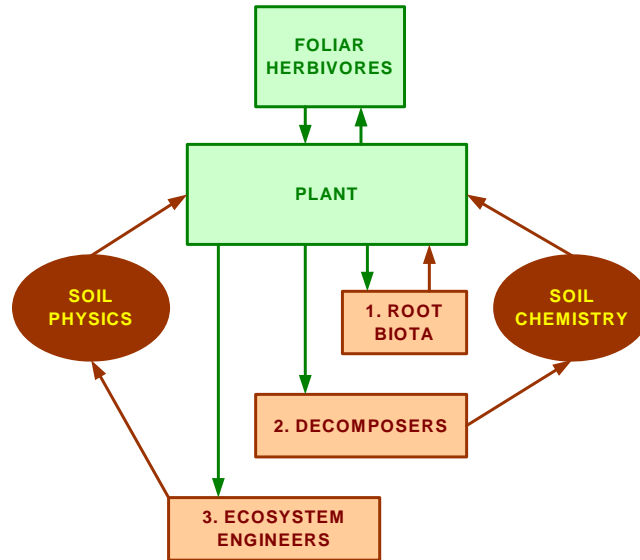 FOLIAR
HERBIVORES
PLANT
SOIL
PHYSICS
1. ROOT
BIOTA
SOIL
CHEMISTRY
2. DECOMPOSERS
3. ECOSYSTEM
ENGINEERS